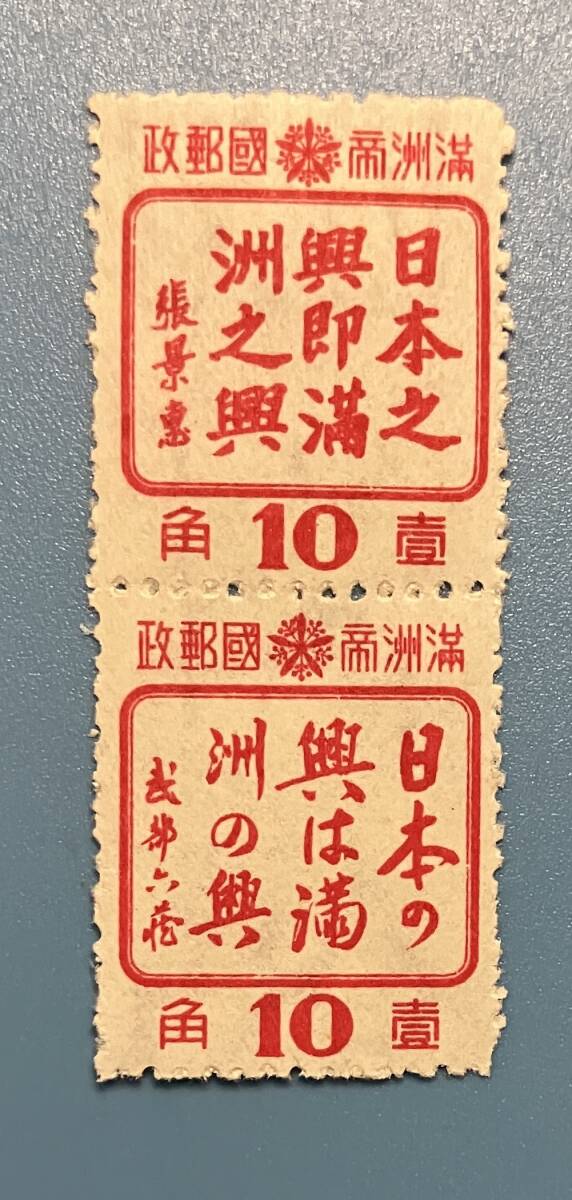 滿洲帝國郵政
日本之
興即滿
洲之興
張景惠
壹 10 角
滿洲帝國郵政
日本の
興は滿
洲の興
武部六蔵
壹 10 角